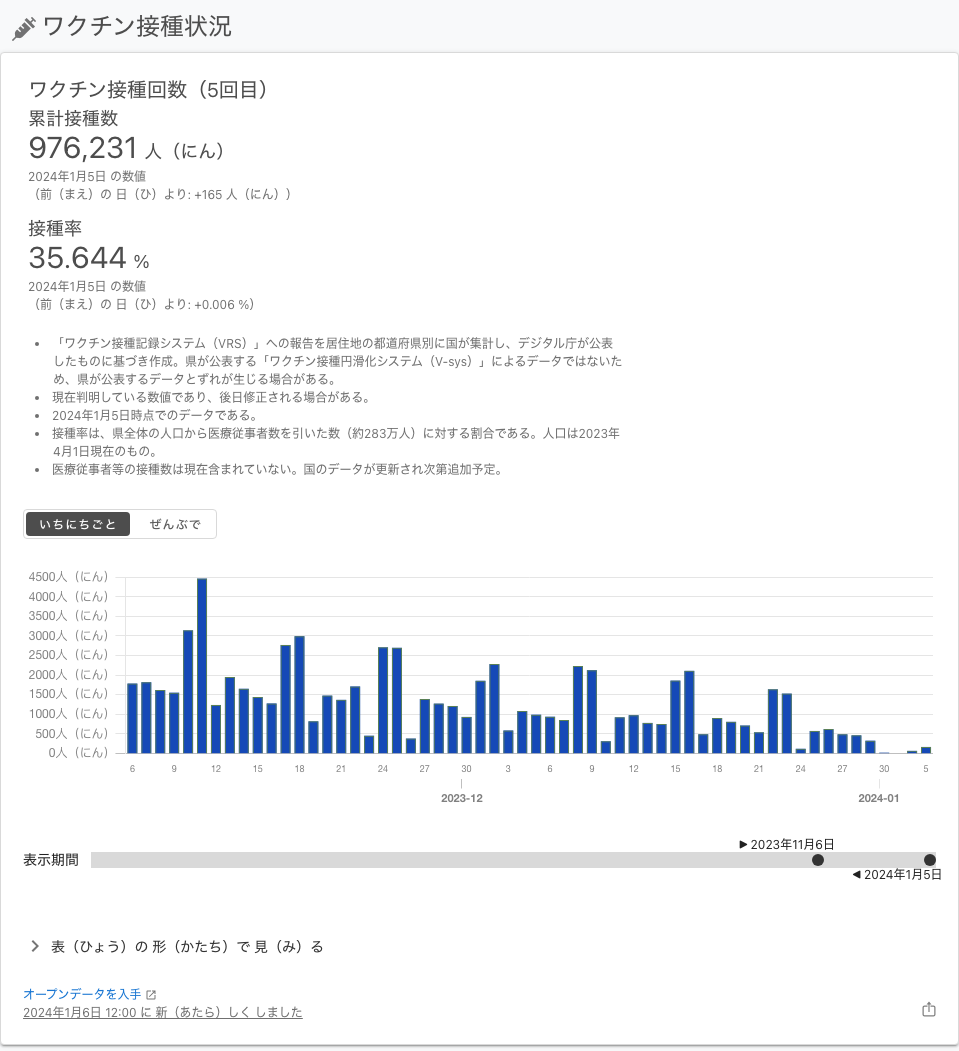 ワクチン接種状況
ワクチン接種回数（5回目）
累計接種数
976,231 人（にん）
2024年1月5日 の数値
（前（まえ）の 日（ひ）より: +165 人（にん））
接種率
35.644 %
2024年1月5日 の数値
（前（まえ）の 日（ひ）より: +0.006 %）
• 「ワクチン接種記録システム（VRS）」への報告を居住地の都道府県別に国が集計し、デジタル庁が公表
したものに基づき作成。県が公表する「ワクチン接種円滑化システム（V-sys）」によるデータではないた
め、県が公表するデータとずれが生じる場合がある。
• 現在判明している数値であり、後日修正される場合がある。
• 2024年1月5日時点でのデータである。
• 接種率は、県全体の人口から医療従事者数を引いた数（約283万人）に対する割合である。人口は2023年
4月1日現在のもの。
• 医療従事者等の接種数は現在含まれていない。国のデータが更新され次第追加予定。
いちにちごと ぜんぶで
4500人（にん）
4000人（にん）
3500人（にん）
3000人（にん）
2500人（にん）
2000人（にん）
1500人（にん）
1000人（にん）
500人（にん）
0人（にん）
6 9 12 15 18 21 24 27 30 3 6 9 12 15 18 21 24 27 30 5
2023-12 2024-01
▶ 2023年11月6日
表示期間
◀ 2024年1月5日
表（ひょう）の 形（かたち）で 見（み）る
オープンデータを入手
2024年1月6日 12:00 に 新（あたら）しく しました